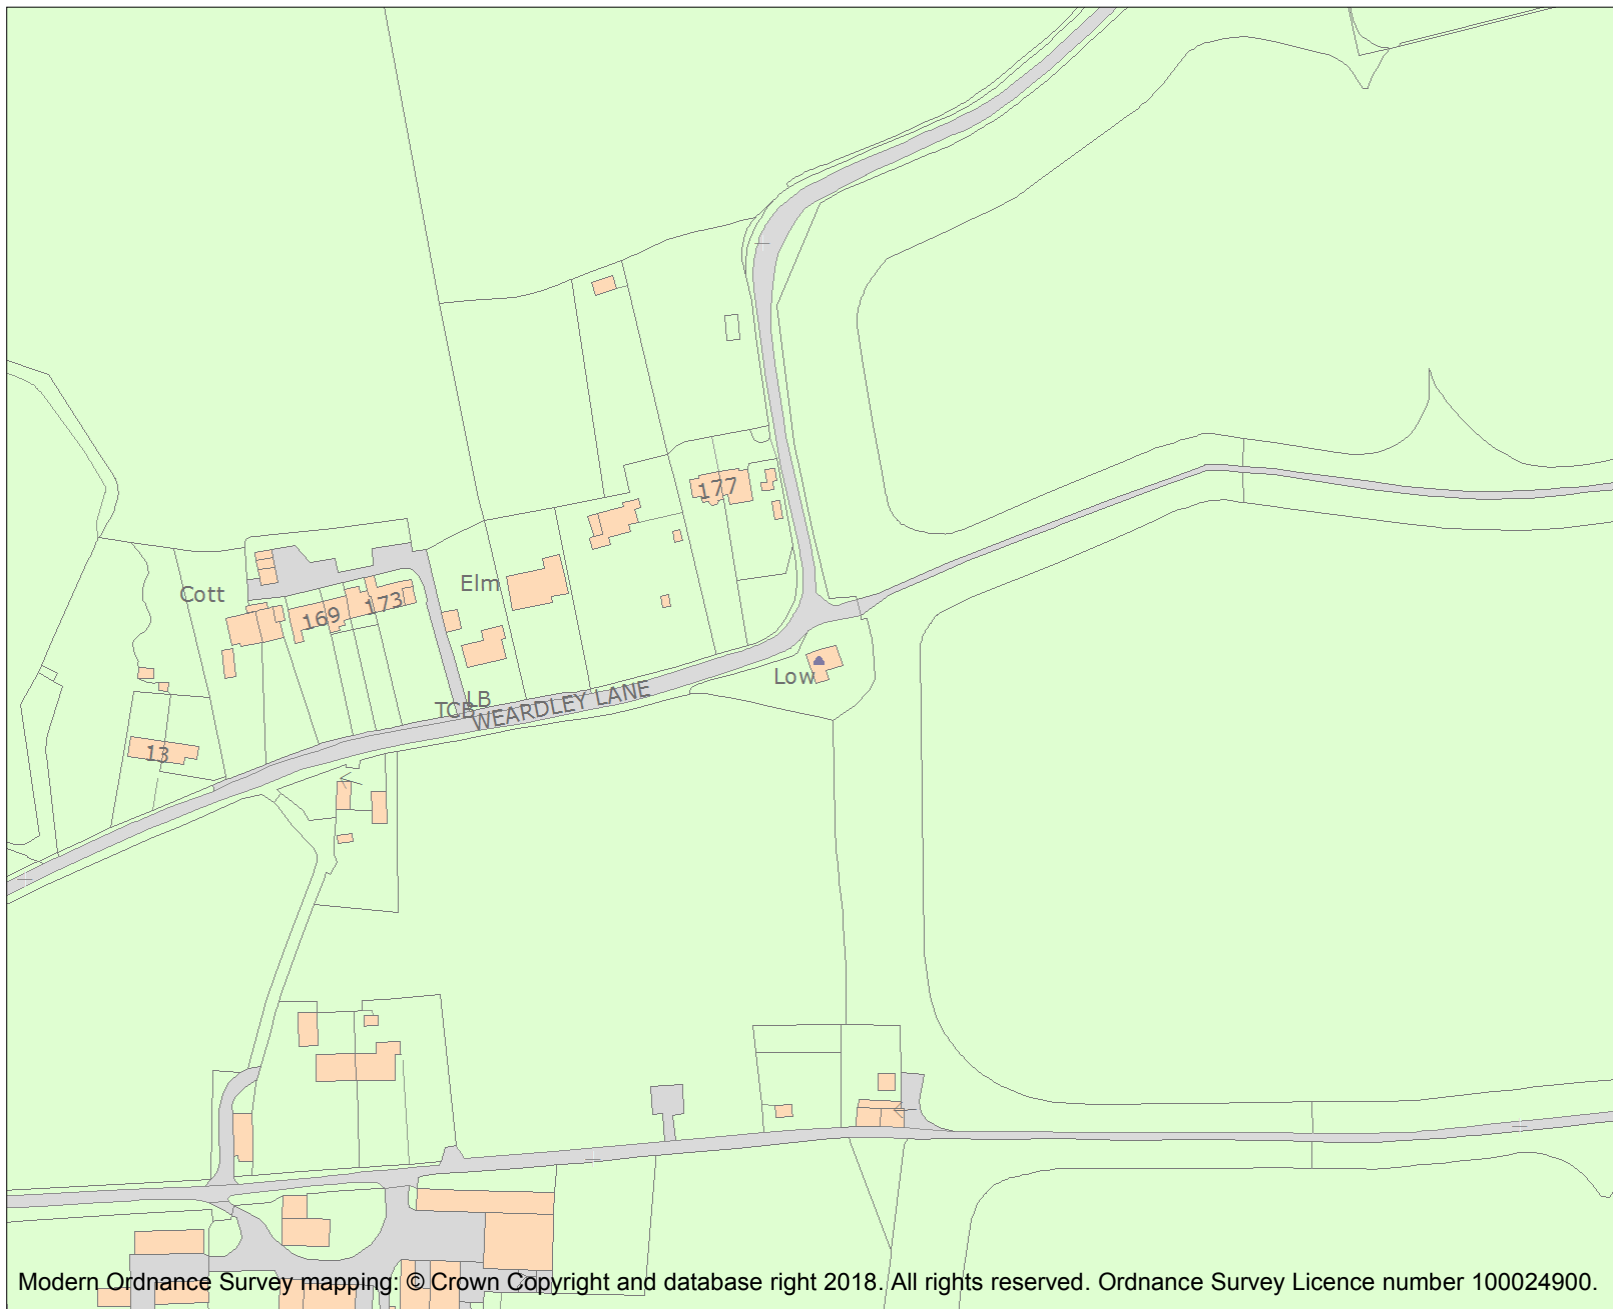 177
Elm
Cott
173
169
Low
LB
TCB
WEARDLEY LANE
13
Modern Ordnance Survey mapping: © Crown Copyright and database right 2018. All rights reserved. Ordnance Survey Licence number 100024900.